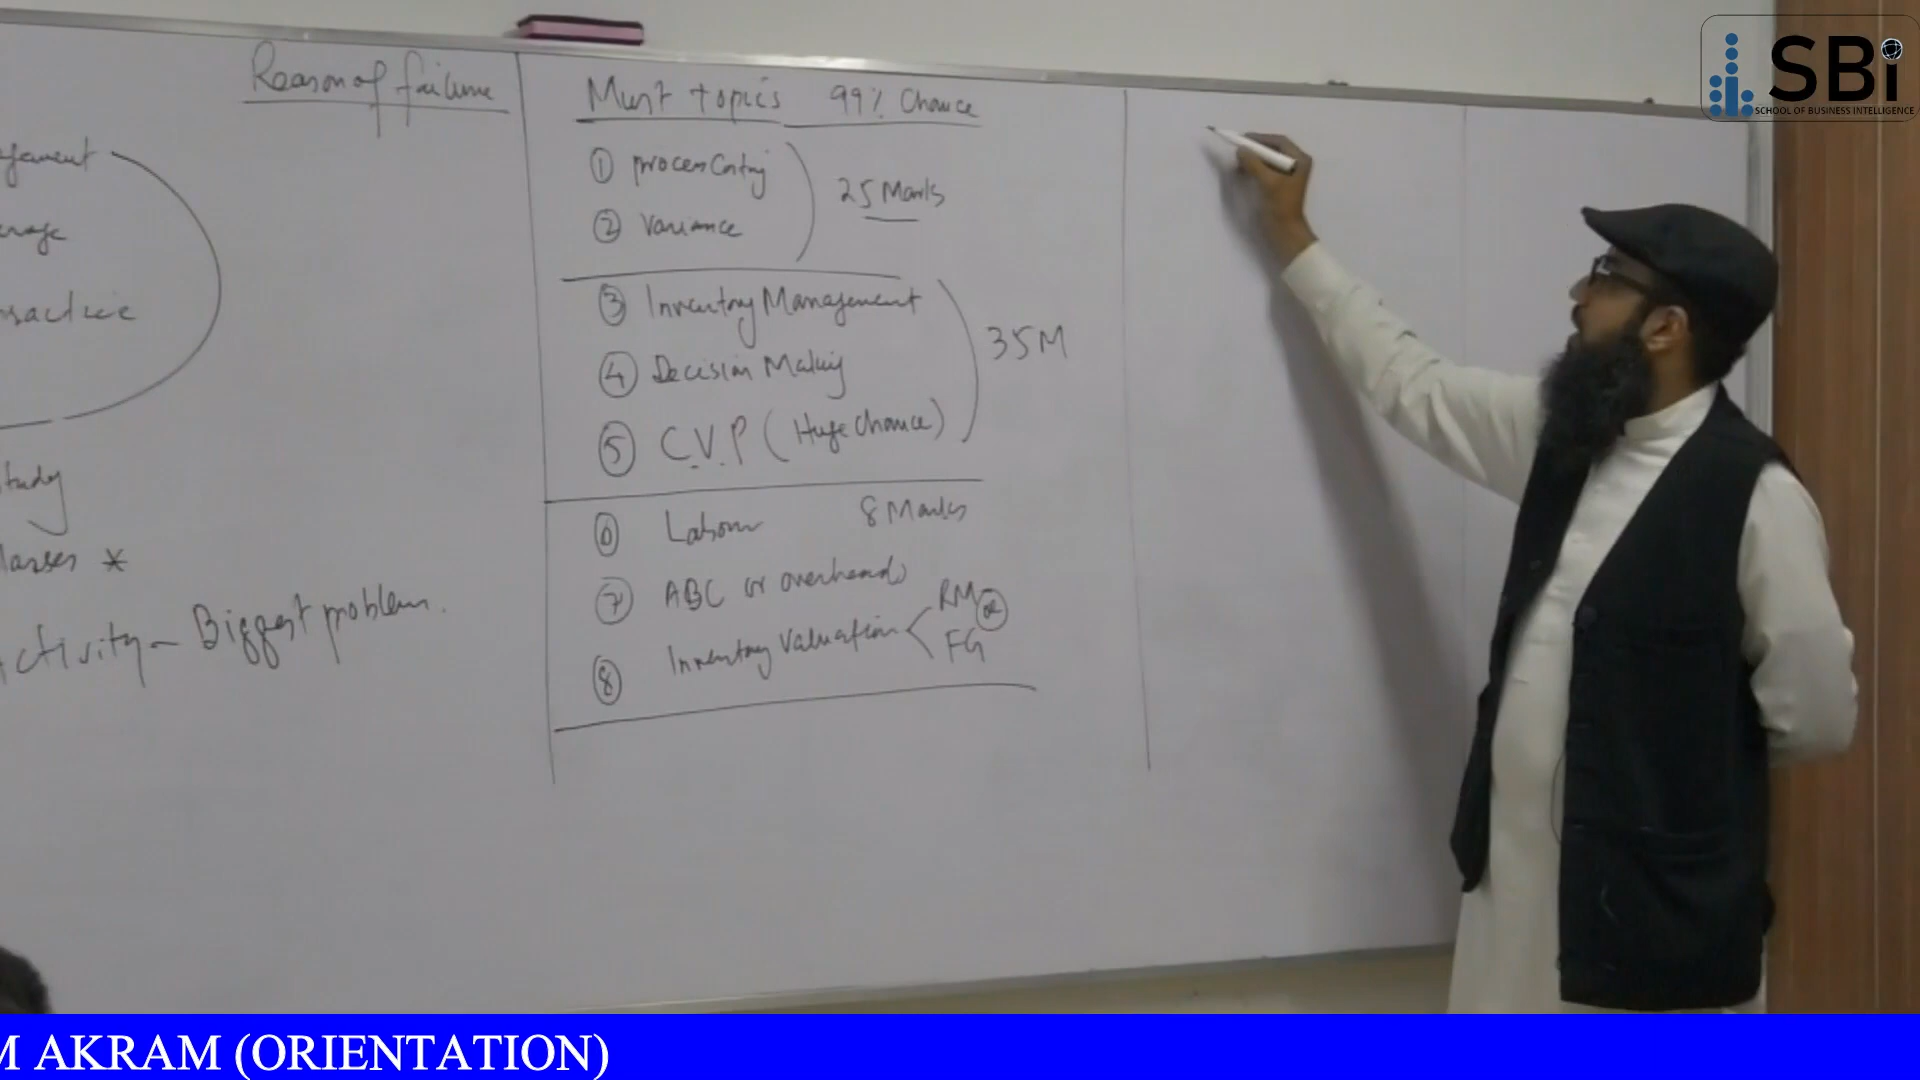 Reason of failure
Must topics 99% Chance
① process Costing
② Variance
25 Marks
③ Inventory Management
④ Decision Making
⑤ C.V.P (Huge Chance)
35M
⑥ Labour 8 Marks
⑦ ABC or overheads
⑧ Inventory Valuation
RM
or
FG
Biggest problem.
SBi
SCHOOL OF BUSINESS INTELLIGENCE
M AKRAM (ORIENTATION)